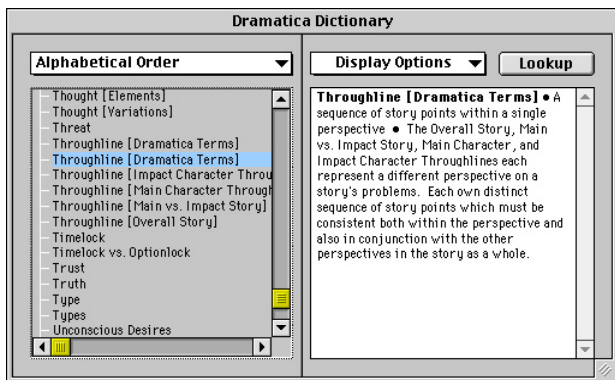 Dramatica Dictionary
Alphabetical Order
Thought [Elements]
Thought [Variations]
Threat
Throughline [Dramatica Terms]
Throughline [Dramatica Terms]
Throughline [Impact Character Throu
Throughline [Main Character Through
Throughline [Main vs. Impact Story]
Throughline [Overall Story]
Timelock
Timelock vs. Optionlock
Trust
Truth
Type
Types
Unconscious Desires
Display Options
Lookup
Throughline [Dramatica Terms] • A
sequence of story points within a single
perspective • The Overall Story, Main
vs. Impact Story, Main Character, and
Impact Character Throughlines each
represent a different perspective on a
story's problems. Each own distinct
sequence of story points which must be
consistent both within the perspective and
also in conjunction with the other
perspectives in the story as a whole.